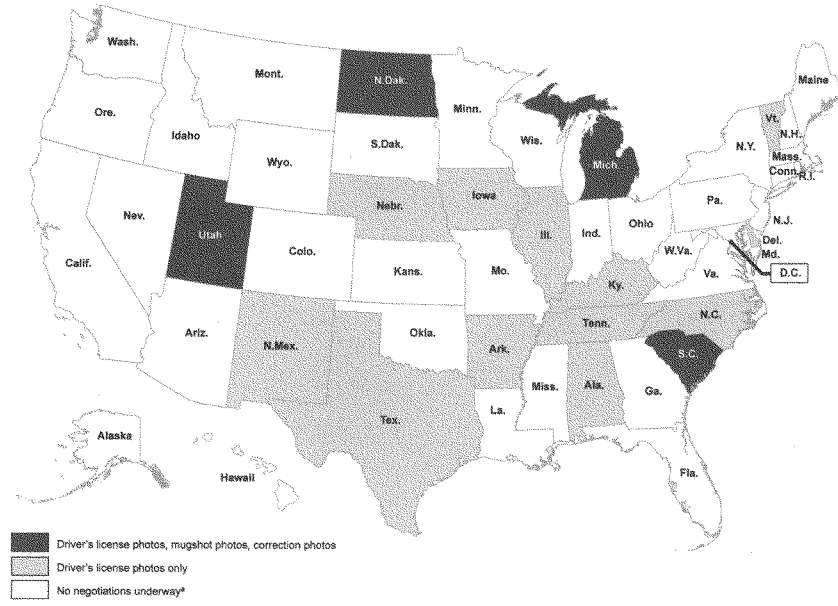 Wash.
Mont.
N.Dak.
Minn.
Maine
Ore.
Idaho
Wyo.
S.Dak.
Wis.
Mich
N.Y.
Vt.
N.H.
Mass.
Conn.
R.I.
Nev.
Utah
Colo.
Nebr.
Iowa
Ill.
Ind.
Ohio
Pa.
N.J.
Calif.
Kans.
Mo.
W.Va.
Va.
Del.
Md.
D.C.
Ky.
Ariz.
N.Mex.
Okla.
Ark.
Tenn.
N.C.
S.C.
Tex.
La.
Miss.
Ala.
Ga.
Fla.
Alaska
Hawaii
Driver's license photos, mugshot photos, correction photos
Driver's license photos only
No negotiations underwayª